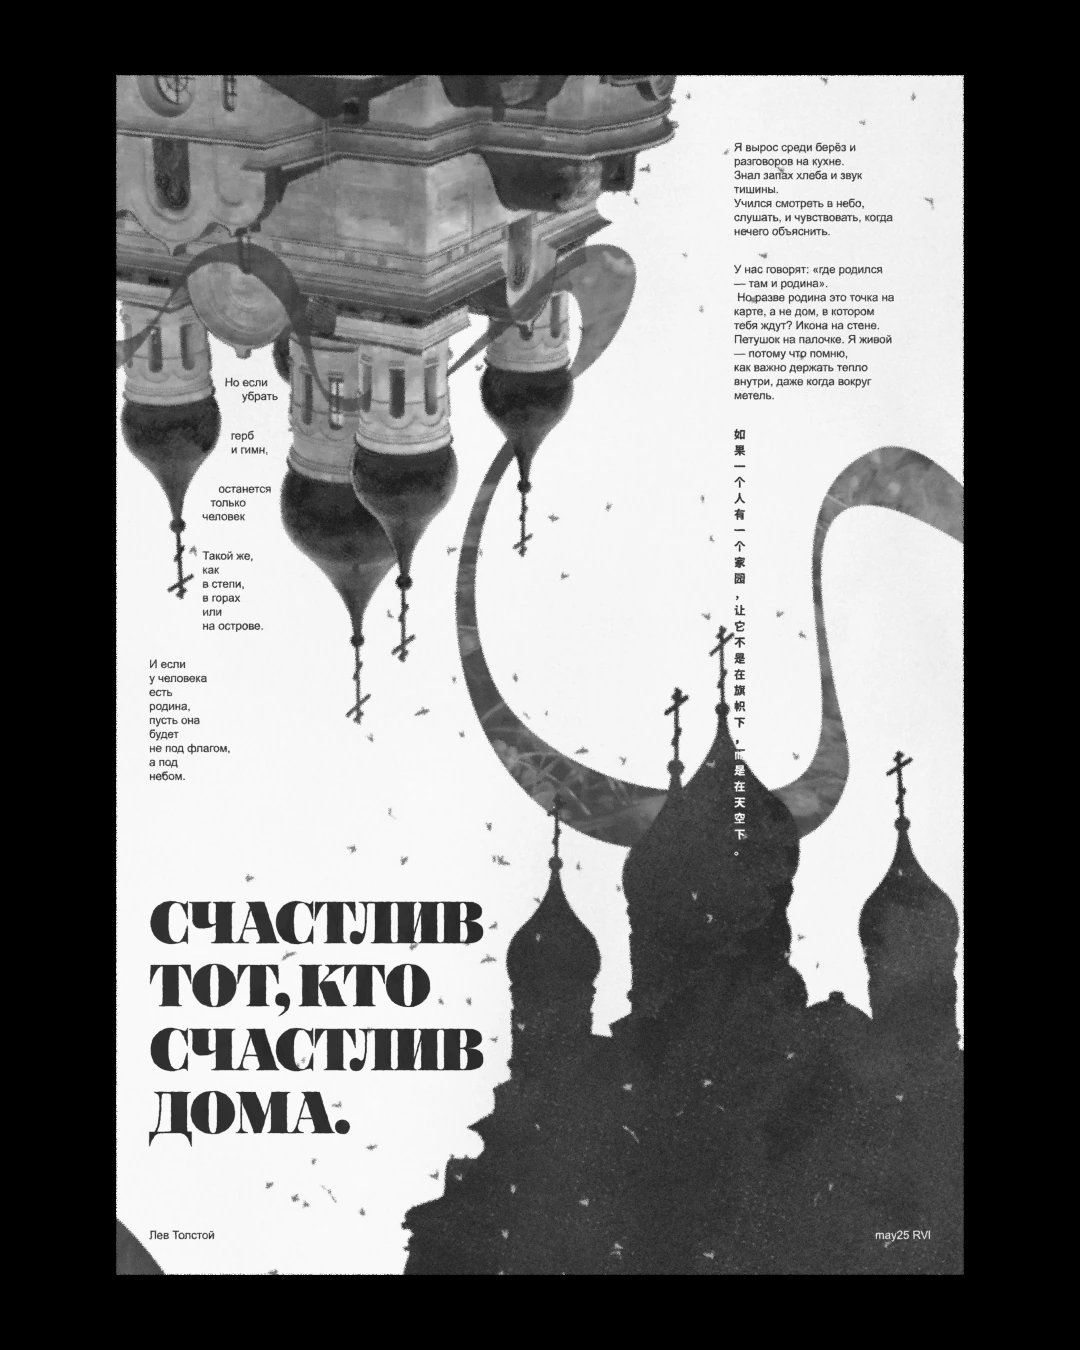 Я вырос среди берёз и
разговоров на кухне.
Знал запах хлеба и звук
тишины.
Учился смотреть в небо,
слушать, и чувствовать, когда
нечего объяснить.
У нас говорят: «где родился
— там и родина».
Но разве родина это точка на
карте, а не дом, в котором
тебя ждут? Икона на стене.
Петушок на палочке. Я живой
— потому что помню,
как важно держать тепло
внутри, даже когда вокруг
метель.
Но если
убрать
герб
и гимн,
останется
только
человек
Такой же,
как
в степи,
в горах
или
на острове.
И если
у человека
есть
родина,
пусть она
будет
не под флагом,
а под
небом.
如果一个人有一个家园，让它不是在旗帜下，而是在天空下。
СЧАСТЛИВ
ТОТ, КТО
СЧАСТЛИВ
ДОМА.
Лев Толстой
may25 RVI